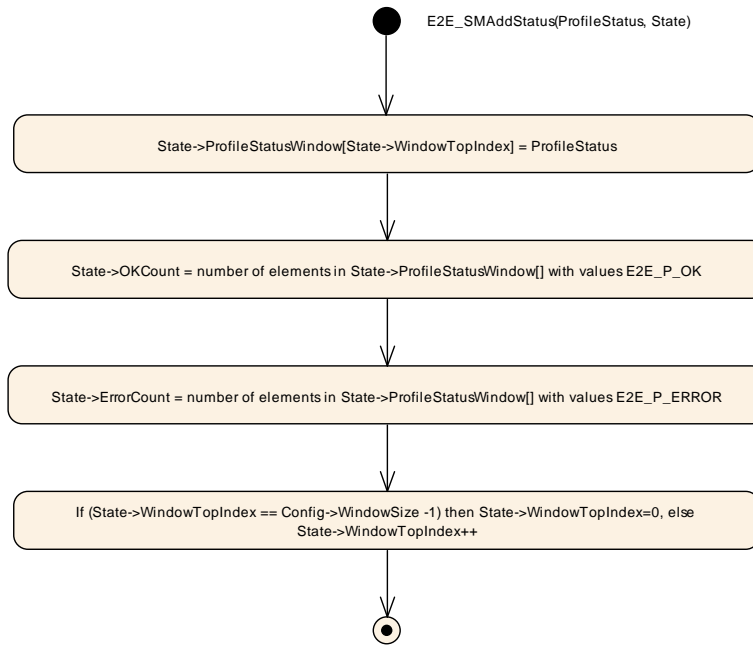 E2E_SMAddStatus(ProfileStatus, State)
State->ProfileStatusWindow[State->WindowTopIndex] = ProfileStatus
State->OKCount = number of elements in State->ProfileStatusWindow[] with values E2E_P_OK
State->ErrorCount = number of elements in State->ProfileStatusWindow[] with values E2E_P_ERROR
If (State->WindowTopIndex == Config->WindowSize -1) then State->WindowTopIndex=0, else
State->WindowTopIndex++